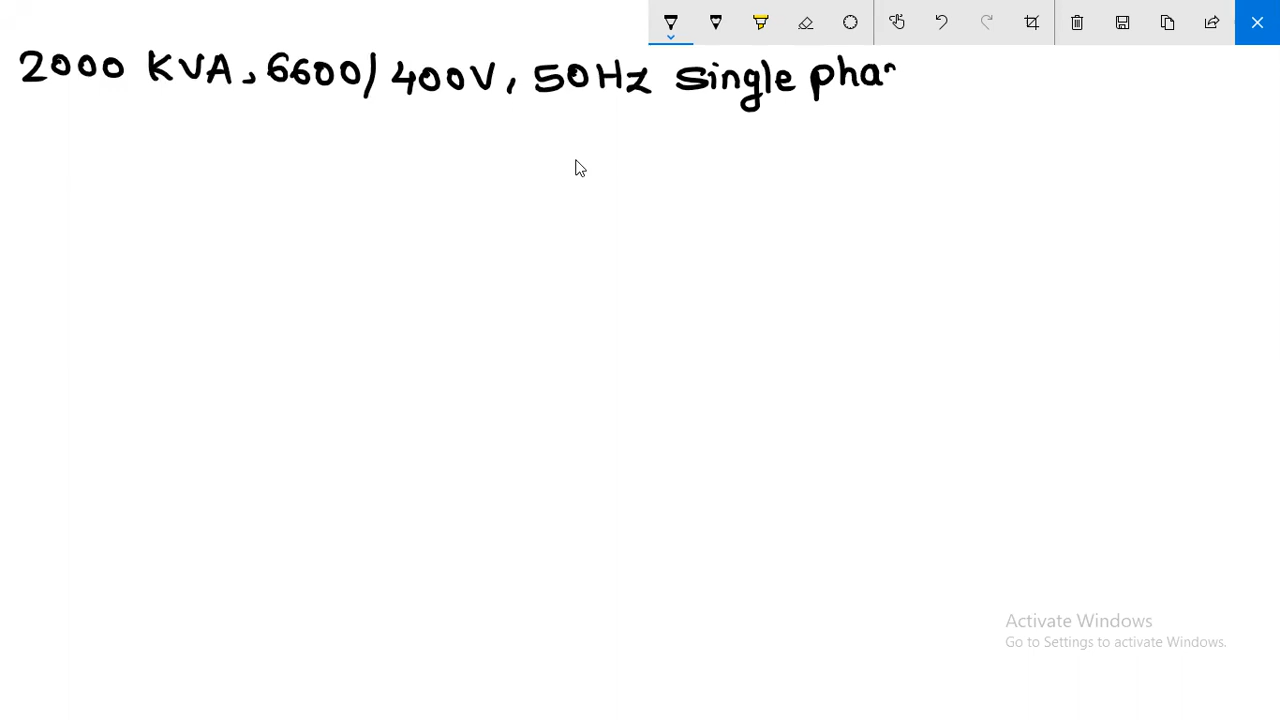 2000 KVA, 6600/400V, 50Hz Single pha
Activate Windows
Go to Settings to activate Windows.